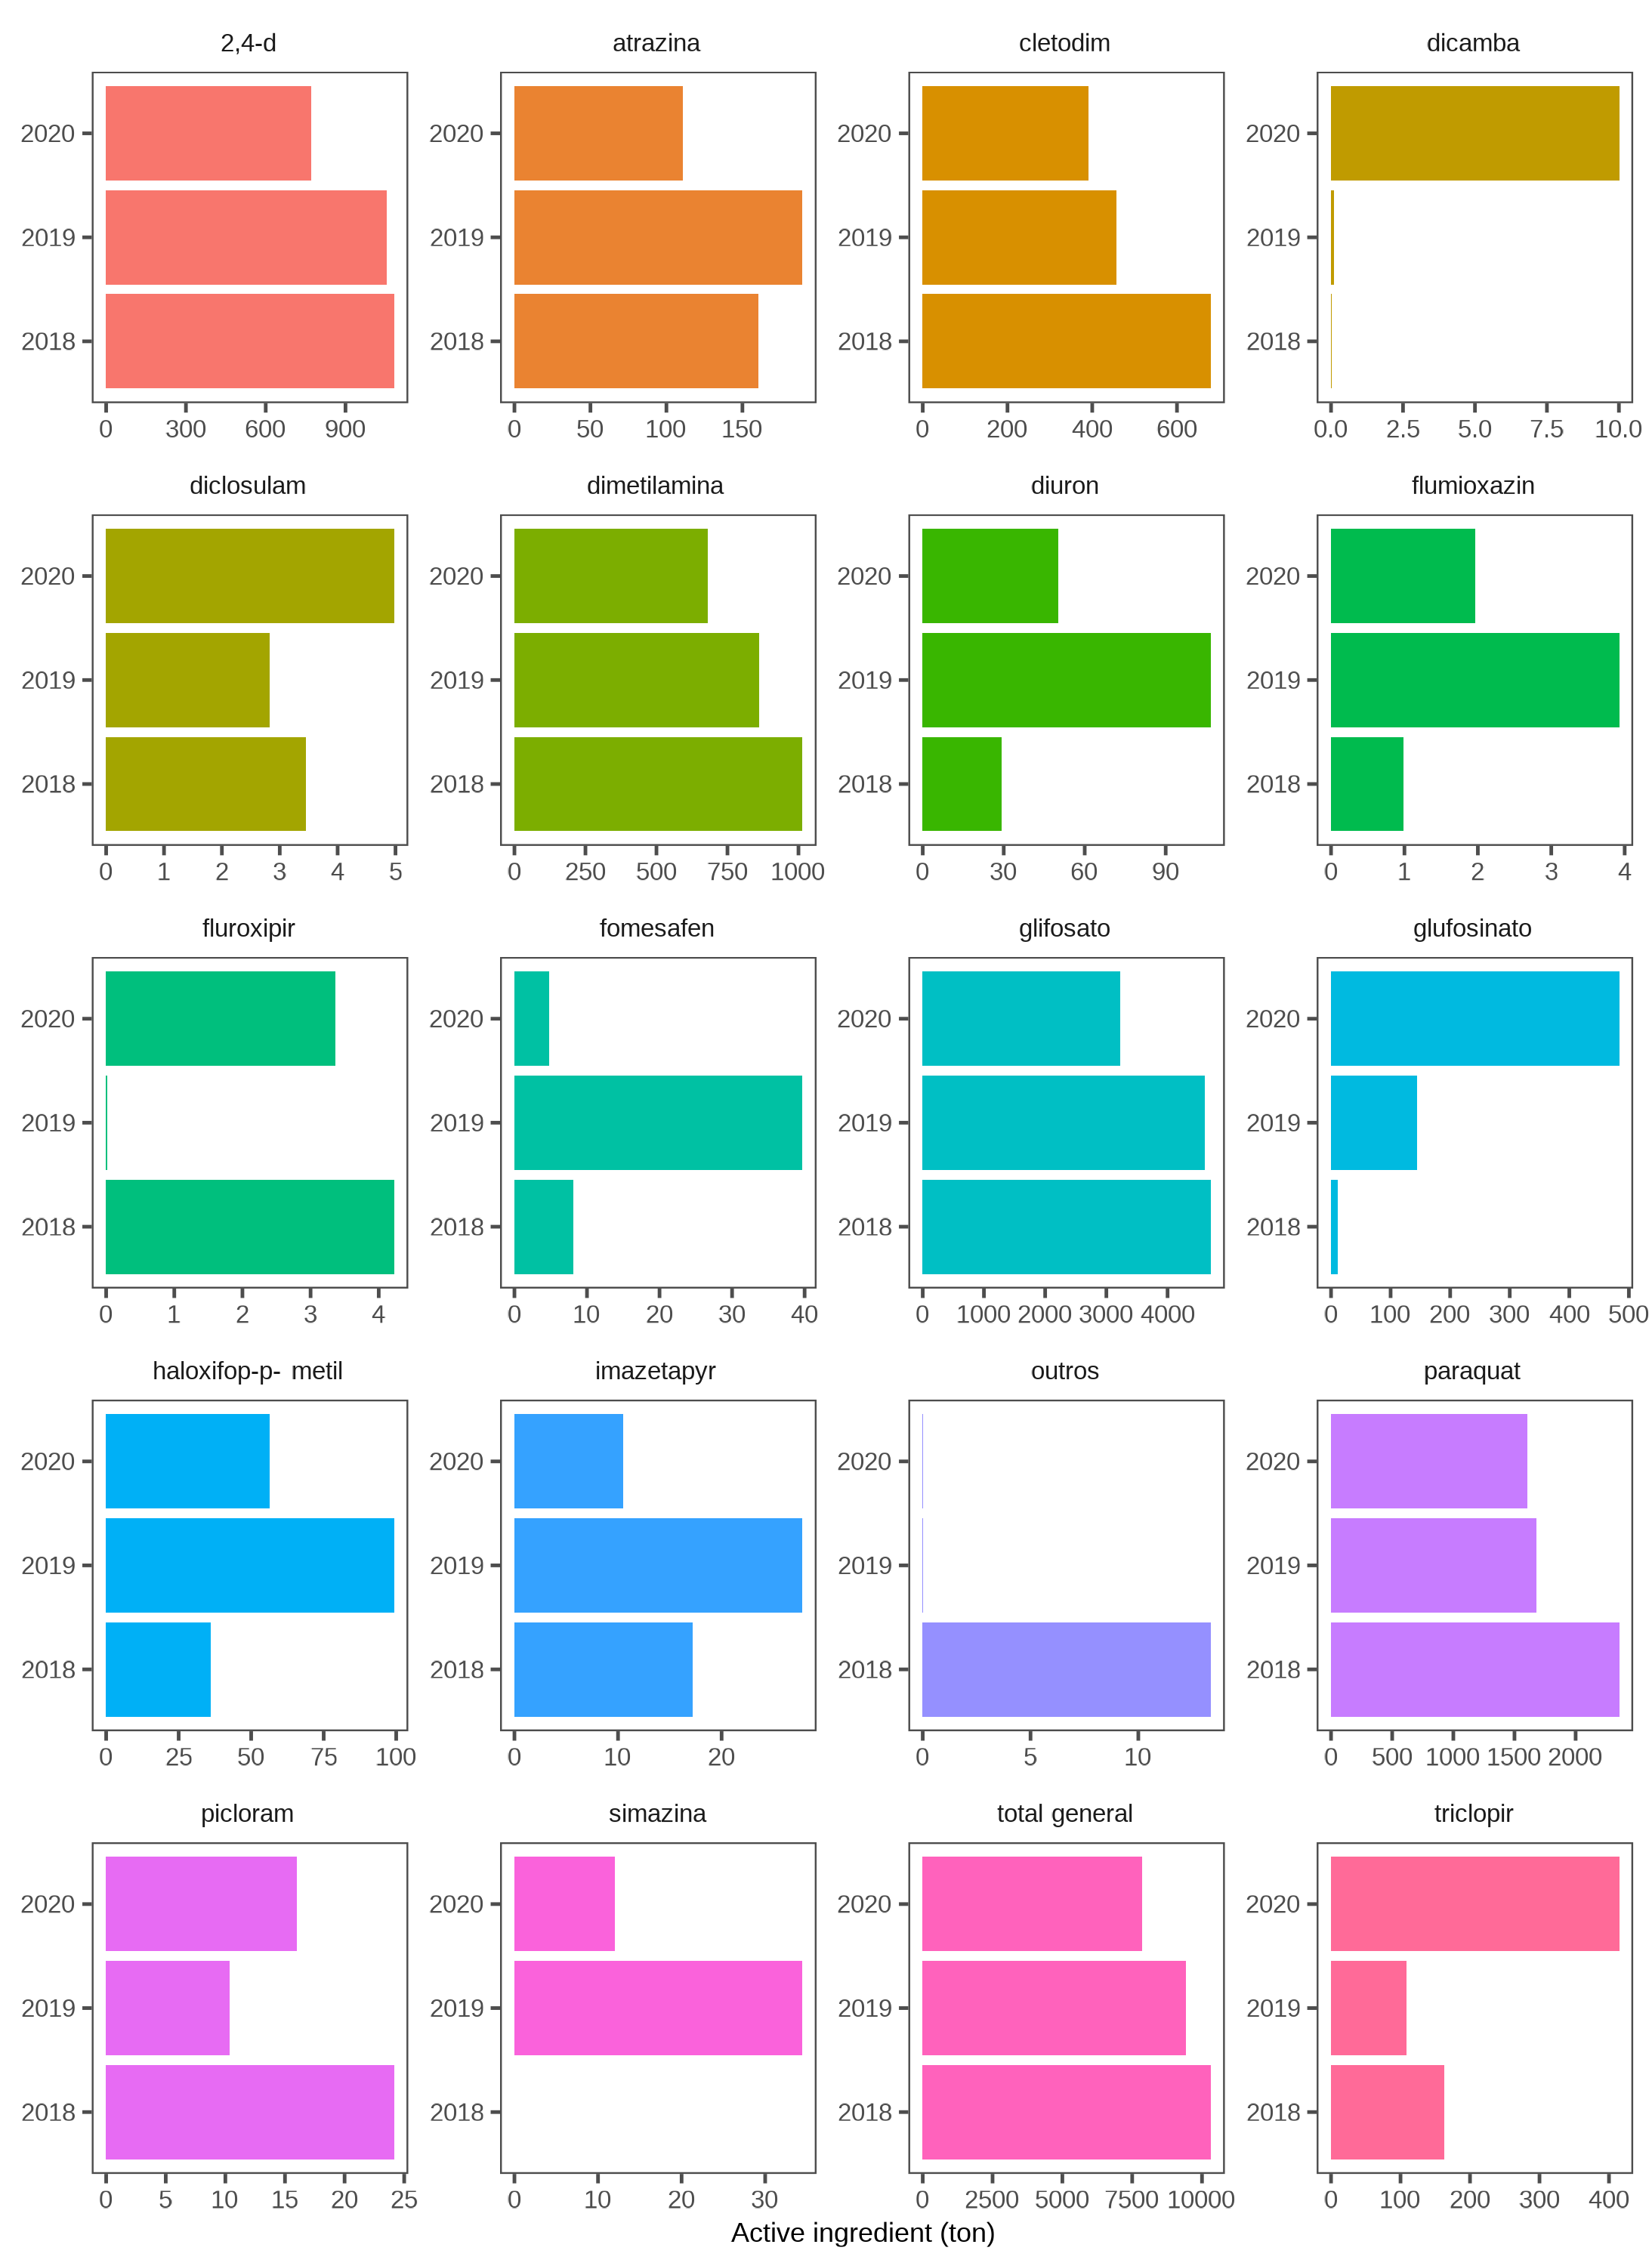 2,4-d atrazina cletodim dicamba
2020 2020 2020 2020
2019 2019 2019 2019
2018 2018 2018 2018
0 300 600 900 0 50 100 150 0 200 400 600 0.0 2.5 5.0 7.5 10.0
diclosulam dimetilamina diuron flumioxazin
2020 2020 2020 2020
2019 2019 2019 2019
2018 2018 2018 2018
0 1 2 3 4 5 0 250 500 750 1000 0 30 60 90 0 1 2 3 4
fluroxipir fomesafen glifosato glufosinato
2020 2020 2020 2020
2019 2019 2019 2019
2018 2018 2018 2018
0 1 2 3 4 0 10 20 30 40 0 1000 2000 3000 4000 0 100 200 300 400 500
haloxifop-p- metil imazetapyr outros paraquat
2020 2020 2020 2020
2019 2019 2019 2019
2018 2018 2018 2018
0 25 50 75 100 0 10 20 0 5 10 0 500 1000 1500 2000
picloram simazina total general triclopir
2020 2020 2020 2020
2019 2019 2019 2019
2018 2018 2018 2018
0 5 10 15 20 25 0 10 20 30 0 2500 5000 7500 10000 0 100 200 300 400
Active ingredient (ton)